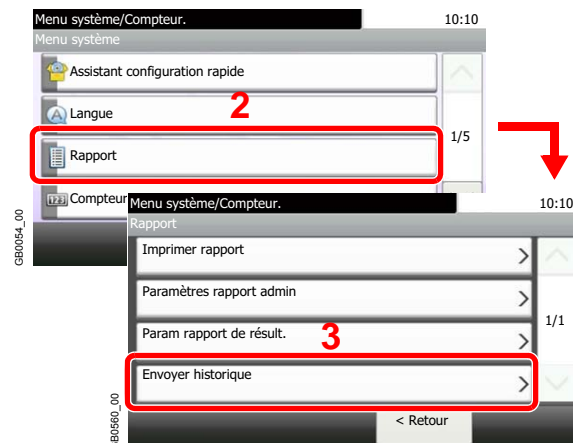 Menu système/Compteur.
10:10
Menu système
Assistant configuration rapide
Langue
2
1/5
Rapport
123 Compteur
GB0054_00
Menu système/Compteur.
10:10
Rapport
Imprimer rapport
Paramètres rapport admin
1/1
Param rapport de résult.
3
Envoyer historique
GB0560_00
< Retour